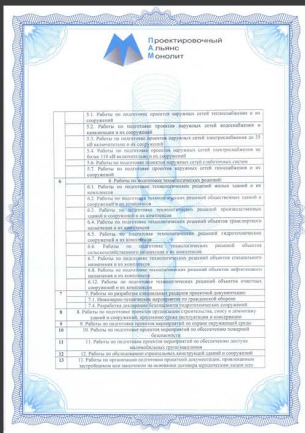 Проектировочный
Альянс
Монолит
5.1. Работы по подготовке проектов наружных сетей теплоснабжения и их
сооружений
5.2. Работы по подготовке проектов наружных сетей водоснабжения и
канализации и их сооружений
5.3. Работы по подготовке проектов наружных сетей электроснабжения до 35
кВ включительно и их сооружений
5.4. Работы по подготовке проектов наружных сетей электроснабжения не
более 110 кВ включительно и их сооружений
5.6. Работы по подготовке проектов наружных сетей слаботочных систем
5.7. Работы по подготовке проектов наружных сетей газоснабжения и их
сооружений
6 6. Работы по подготовке технологических решений
6.1. Работы по подготовке технологических решений жилых зданий и их
комплексов
6.2. Работы по подготовке технологических решений общественных зданий и
сооружений и их комплексов
6.3. Работы по подготовке технологических решений производственных
зданий и сооружений и их комплексов
6.4. Работы по подготовке технологических решений объектов транспортного
назначения и их комплексов
6.5. Работы по подготовке технологических решений гидротехнических
сооружений и их комплексов
6.6 Работы по подготовке технологических решений объектов
сельскохозяйственного назначения и их комплексов
6.7. Работы по подготовке технологических решений объектов специального
назначения и их комплексов
6.8. Работы по подготовке технологических решений объектов нефтегазового
назначения и их комплексов
6.12. Работы по подготовке технологических решений объектов очистных
сооружений и их комплексов
7 7. Работы по разработке специальных разделов проектной документации:
7.1. Инженерно-технические мероприятия по гражданской обороне
7.4. Разработка декларации безопасности гидротехнических сооружений
8 8. Работы по подготовке проектов организации строительства, сносу и демонтажу
зданий и сооружений, продлению срока эксплуатации и консервации
9 9. Работы по подготовке проектов мероприятий по охране окружающей среды
10 10. Работы по подготовке проектов мероприятий по обеспечению пожарной
безопасности
11 11. Работы по подготовке проектов мероприятий по обеспечению доступа
маломобильных групп населения
12 12. Работы по обследованию строительных конструкций зданий и сооружений
13 13. Работы по организации подготовки проектной документации, привлекаемым
застройщиком или заказчиком на основании договора юридическим лицом или